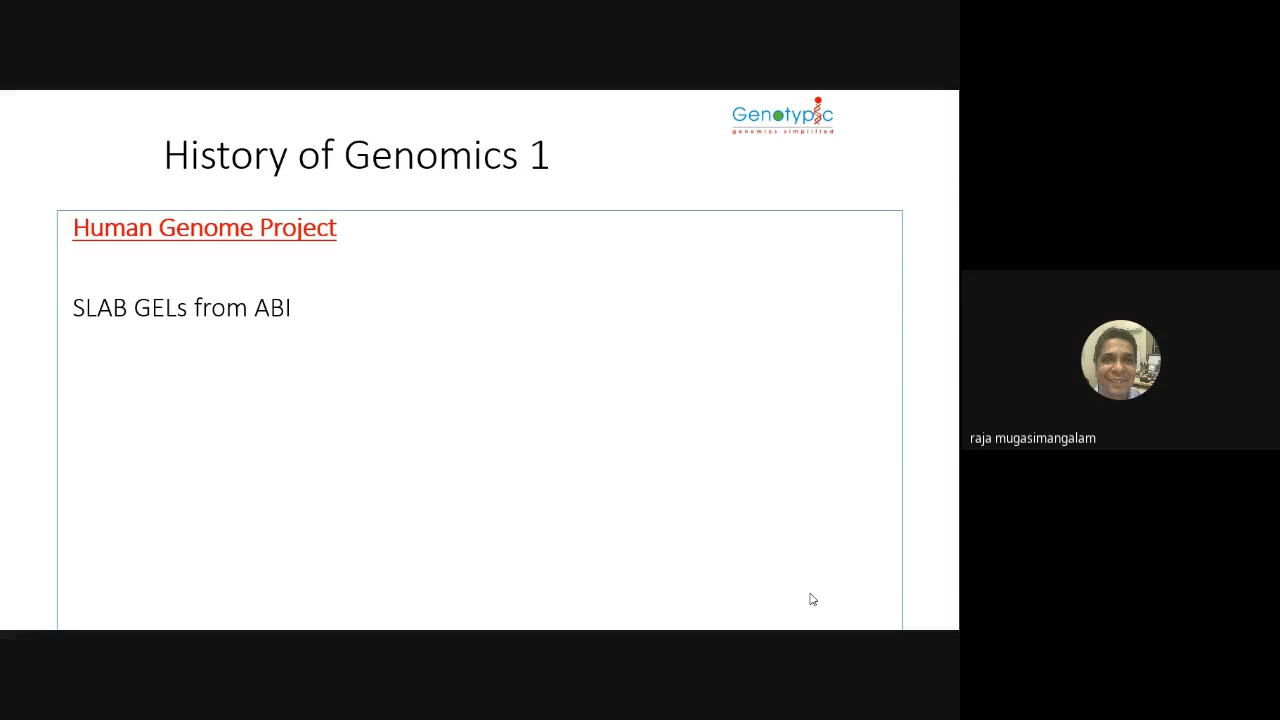 Genotypic
genomics simplified
History of Genomics 1
Human Genome Project
SLAB GELs from ABI
raja mugasimangalam